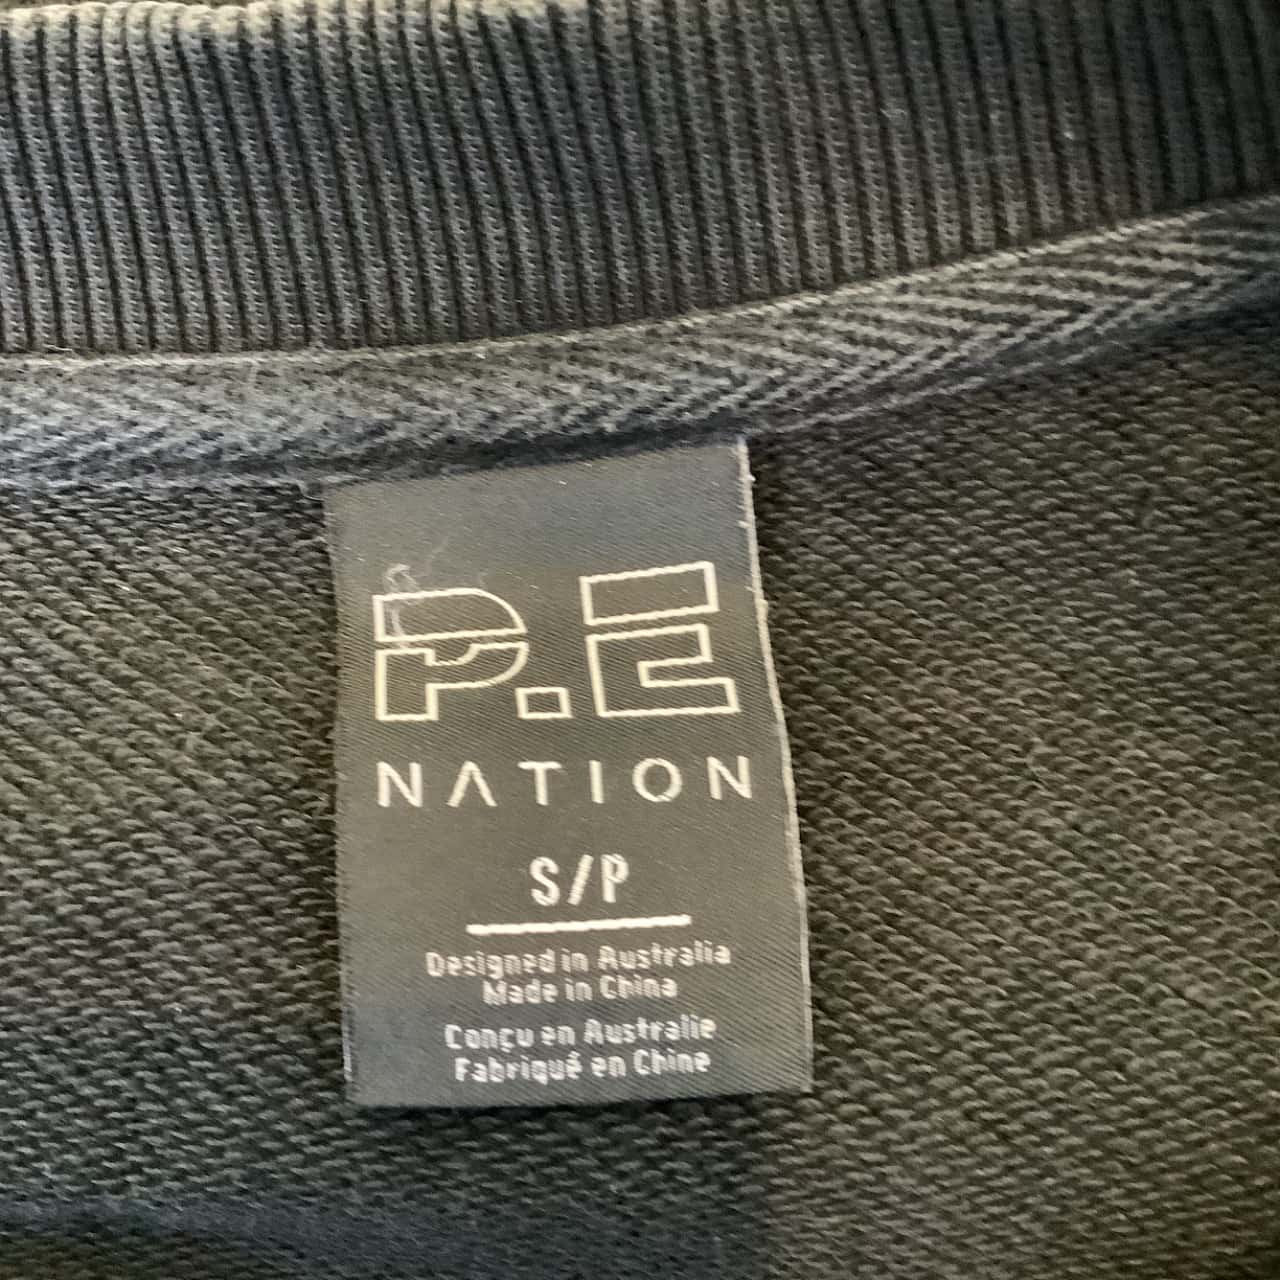 P.E
NATION
S/P
Designed in Australia
Made in China
Conçu en Australie
Fabriqué en Chine